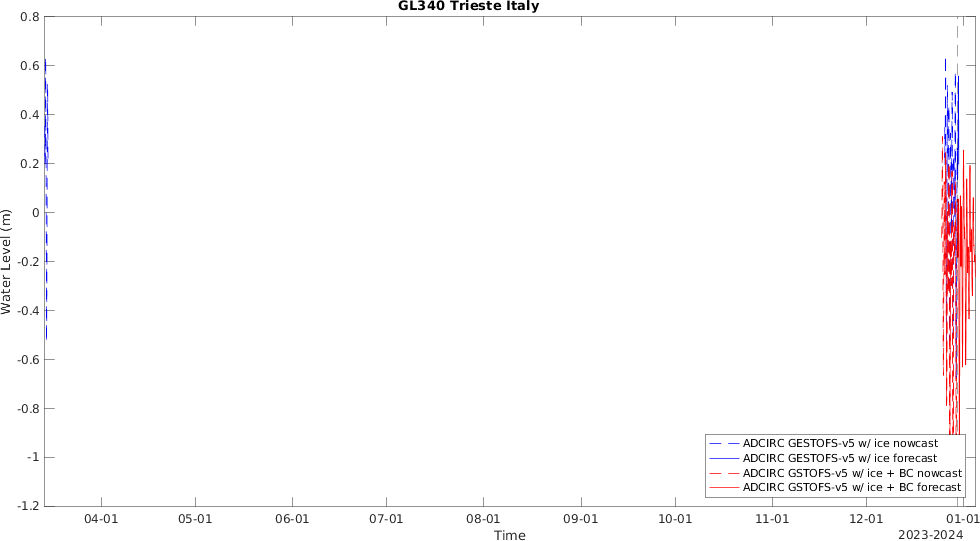 GL340 Trieste Italy
0.8
0.6
0.4
0.2
0
-0.2
-0.4
-0.6
-0.8
-1
-1.2
Water Level (m)
ADCIRC GESTOFS-v5 w/ ice nowcast
ADCIRC GESTOFS-v5 w/ ice forecast
ADCIRC GSTOFS-v5 w/ ice + BC nowcast
ADCIRC GSTOFS-v5 w/ ice + BC forecast
04-01 05-01 06-01 07-01 08-01 09-01 10-01 11-01 12-01 01-01
Time
2023-2024